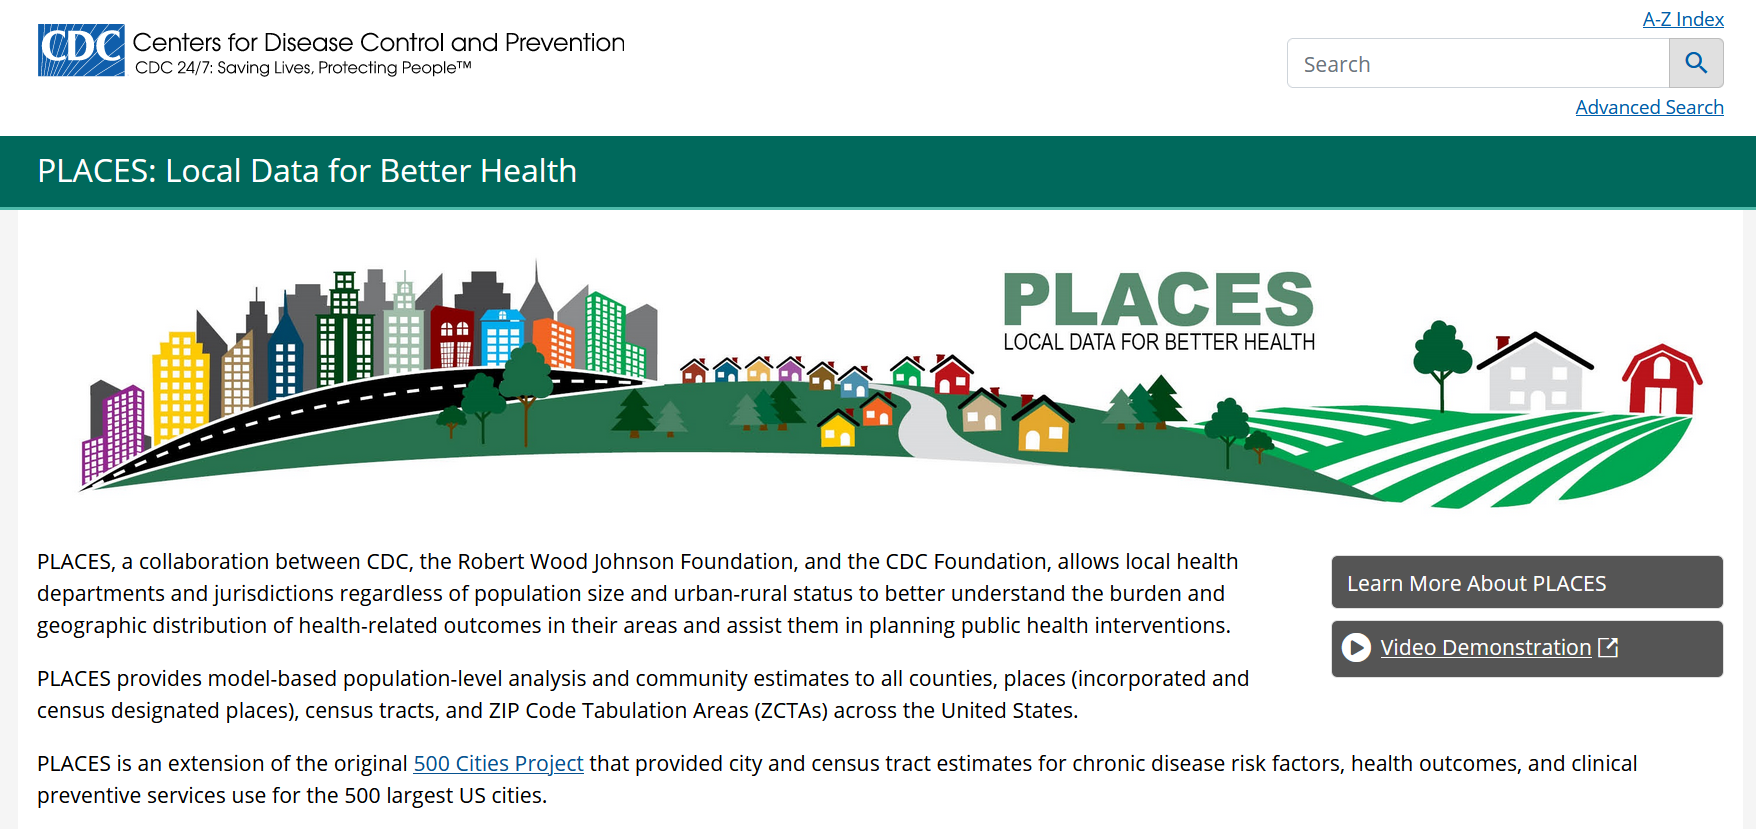 CDC Centers for Disease Control and Prevention
CDC 24/7: Saving Lives, Protecting People™
A-Z Index
Search
Advanced Search
PLACES: Local Data for Better Health
PLACES
LOCAL DATA FOR BETTER HEALTH
PLACES, a collaboration between CDC, the Robert Wood Johnson Foundation, and the CDC Foundation, allows local health
departments and jurisdictions regardless of population size and urban-rural status to better understand the burden and
geographic distribution of health-related outcomes in their areas and assist them in planning public health interventions.
PLACES provides model-based population-level analysis and community estimates to all counties, places (incorporated and
census designated places), census tracts, and ZIP Code Tabulation Areas (ZCTAs) across the United States.
PLACES is an extension of the original 500 Cities Project that provided city and census tract estimates for chronic disease risk factors, health outcomes, and clinical
preventive services use for the 500 largest US cities.
Learn More About PLACES
Video Demonstration